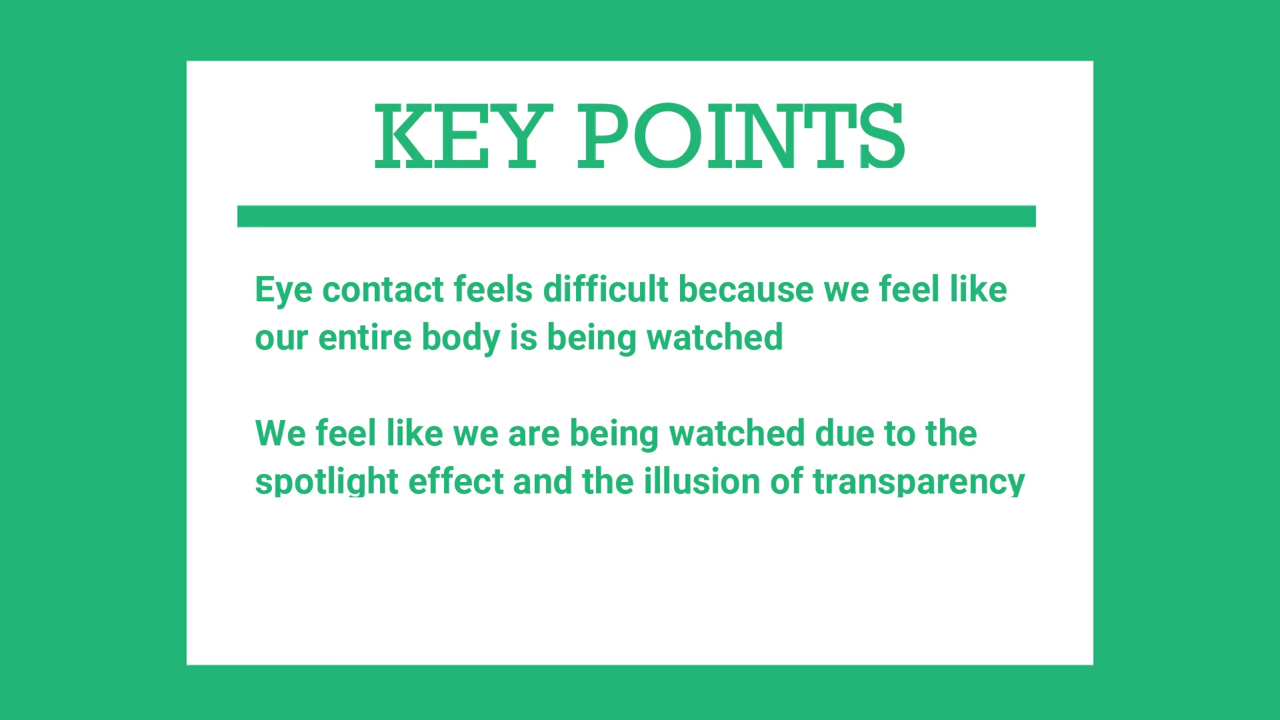 KEY POINTS
Eye contact feels difficult because we feel like
our entire body is being watched
We feel like we are being watched due to the
spotlight effect and the illusion of transparency